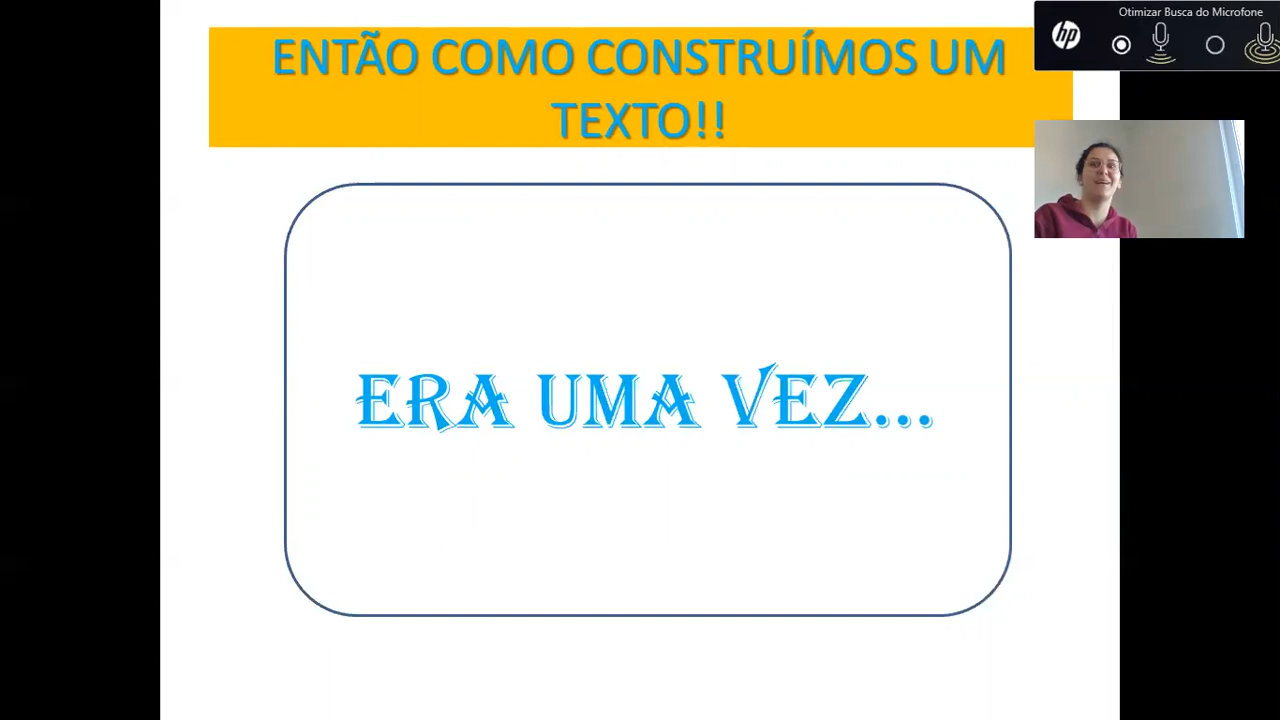 Otimizar Busca do Microfone
hp
ENTÃO COMO CONSTRUÍMOS UM
TEXTO!!
ERA UMA VEZ...